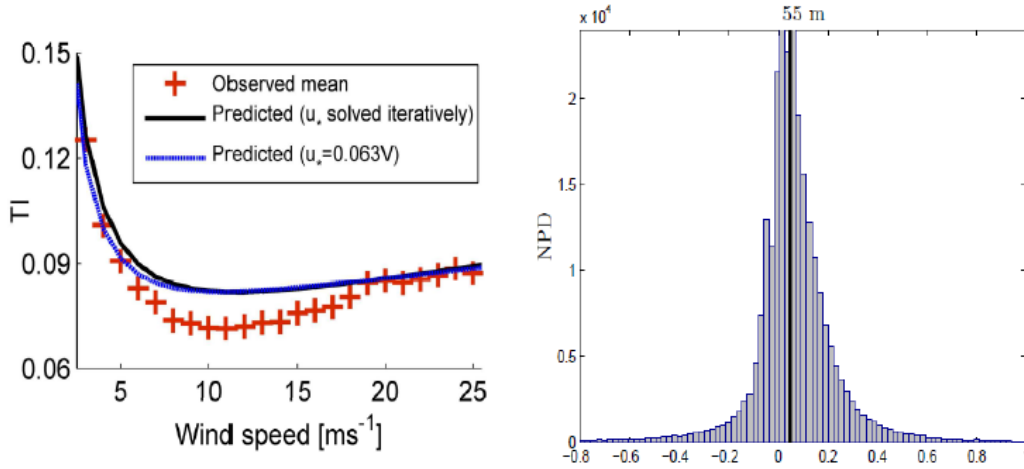 TI
0.15
0.12
0.09
0.06
5
10
15
20
25
Wind speed [ms⁻¹]
Observed mean
Predicted (u* solved iteratively)
Predicted (u*=0.063V)
55 m
x 10⁴
NPD
2
1.5
1
0.5
0
−0.8
−0.6
−0.4
−0.2
0
0.2
0.4
0.6
0.8